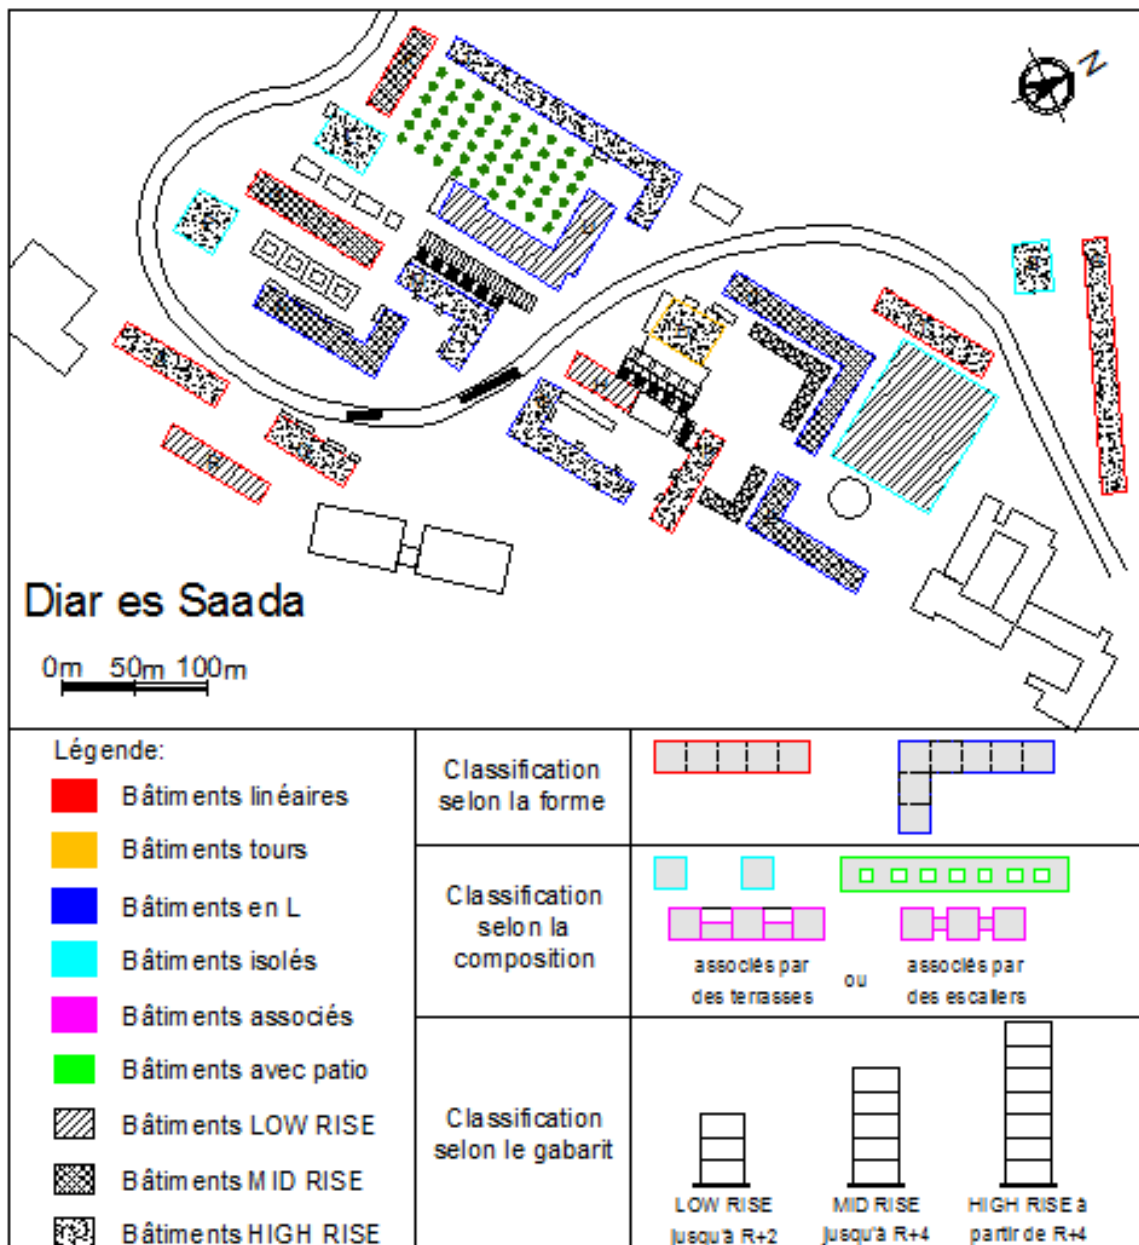 N
Diar es Saada
0m 50m 100m
Légende:
Bâtiments linéaires
Bâtiments tours
Bâtiments en L
Bâtiments isolés
Bâtiments associés
Bâtiments avec patio
Bâtiments LOW RISE
Bâtiments MID RISE
Bâtiments HIGH RISE
Classification
selon la forme
Classification
selon la
composition
associés par
des terrasses
ou
associés par
des escaliers
Classification
selon le gabarit
LOW RISE
jusqu'à R+2
MID RISE
jusqu'à R+4
HIGH RISE à
partir de R+4